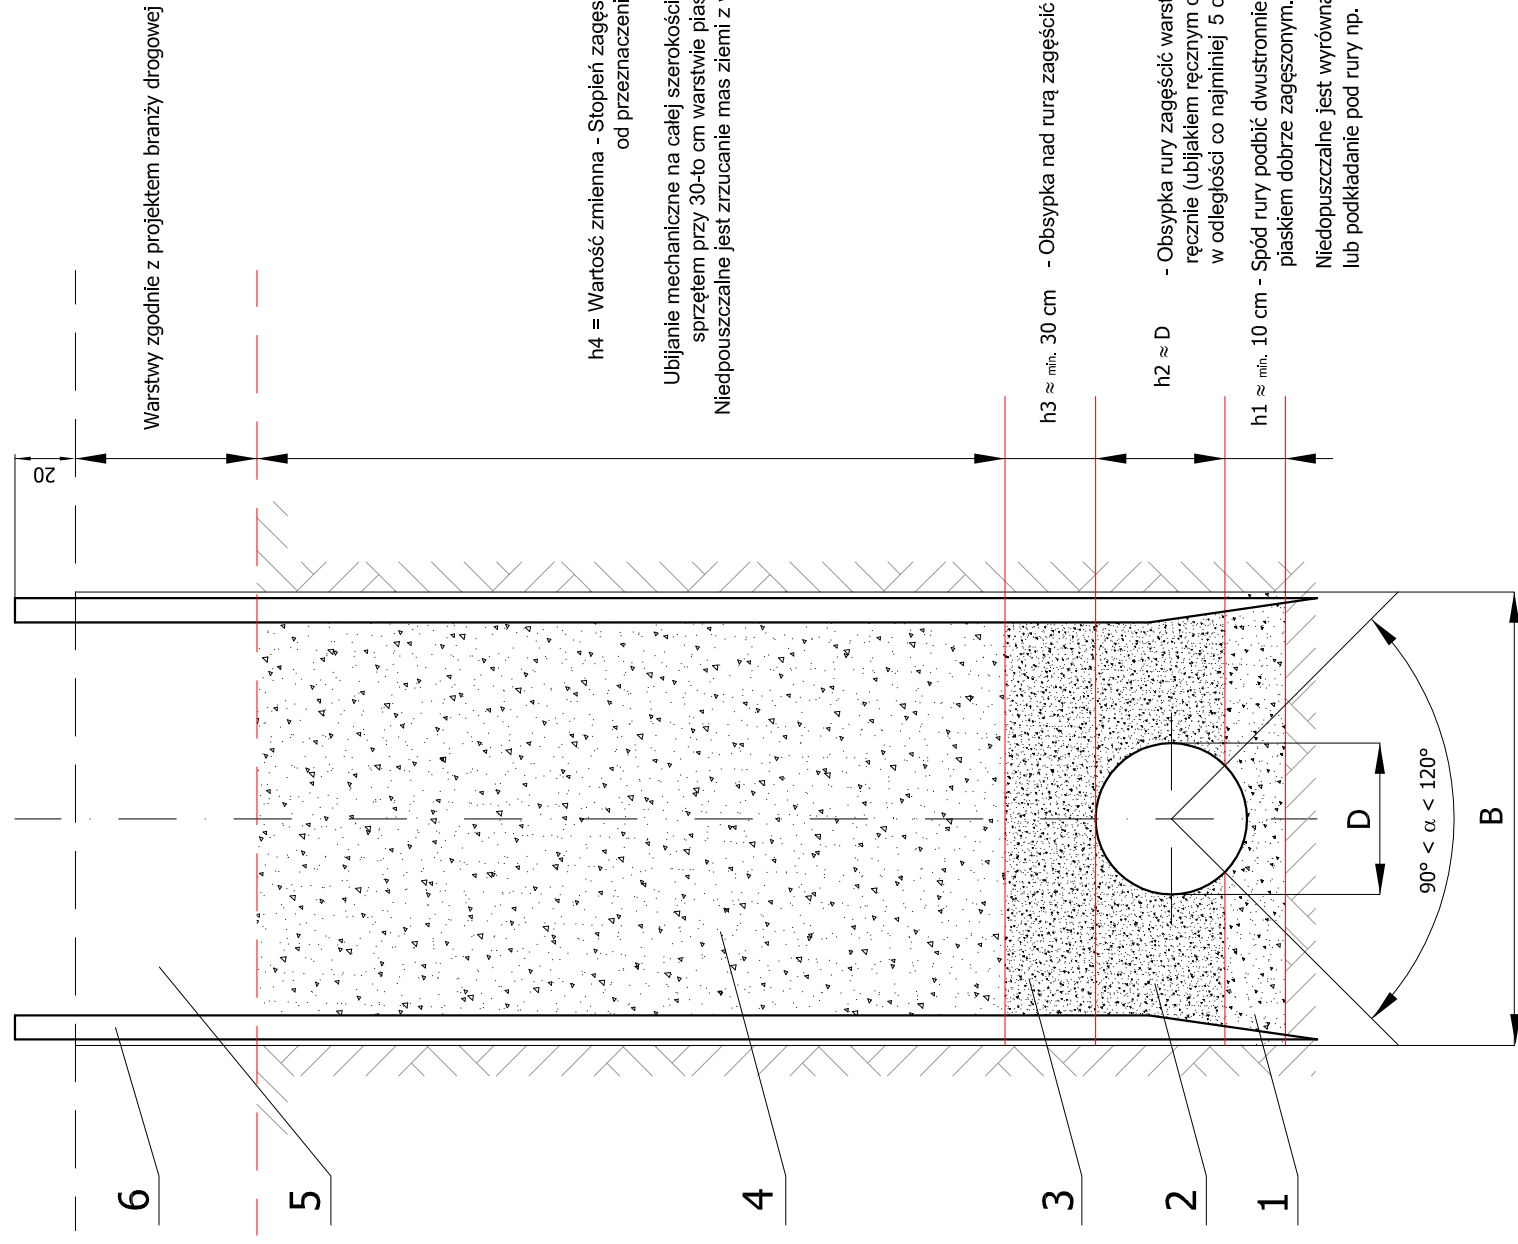 20
Warstwy zgodnie z projektem branży drogowej
h4 = Wartość zmienna - Stopień zagęs
od przeznaczeni
Ubijanie mechaniczne na całej szerokości
sprzętem przy 30-to cm warstwie pias
Niedpouszczalne jest zrzucanie mas ziemi z
h3 ≈ min. 30 cm - Obsypka nad rurą zagęścić
h2 ≈ D - Obsypka rury zagęścić warst
ręcznie (ubijakiem ręcznym
w odległości co najminiej 5
h1 ≈ min. 10 cm - Spód rury podbić dwustronnie
piaskiem dobrze zagęszonym.
Niedopuszczalne jest wyrówna
lub podkładanie pod rury np.
6
5
4
3
2
1
D
90° < α < 120°
B